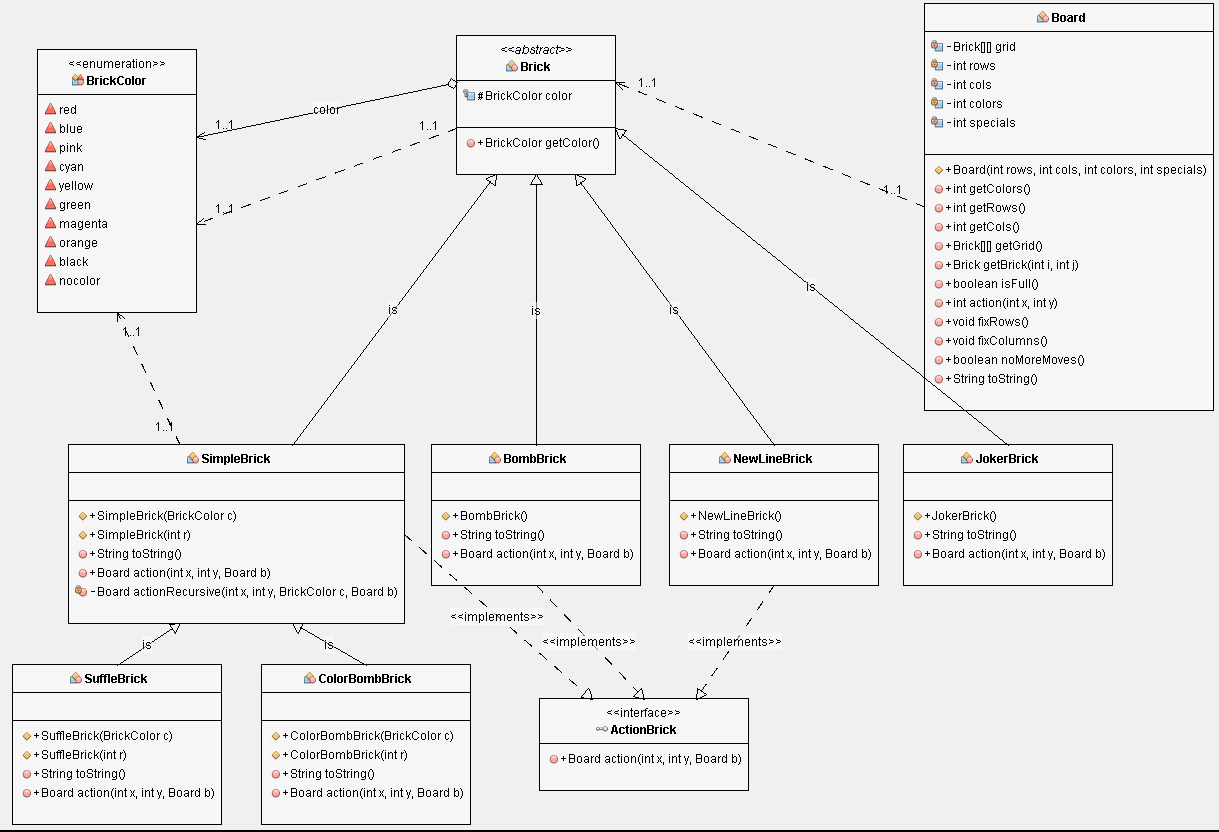 <<enumeration>>
BrickColor
red
blue
pink
cyan
yellow
green
magenta
orange
black
nocolor
<<abstract>>
Brick
#BrickColor color
+BrickColor getColor()
Board
-Brick[][] grid
-int rows
-int cols
-int colors
-int specials
+Board(int rows, int cols, int colors, int specials)
+int getColors()
+int getRows()
+int getCols()
+Brick[][] getGrid()
+Brick getBrick(int i, int j)
+boolean isFull()
+int action(int x, int y)
+void fixRows()
+void fixColumns()
+boolean noMoreMoves()
+String toString()
color
1..1
1..1
1..1
1..1
1..1
1..1
1..1
is
is
is
is
SimpleBrick
+SimpleBrick(BrickColor c)
+SimpleBrick(int r)
+String toString()
+Board action(int x, int y, Board b)
-Board actionRecursive(int x, int y, BrickColor c, Board b)
BombBrick
+BombBrick()
+String toString()
+Board action(int x, int y, Board b)
NewLineBrick
+NewLineBrick()
+String toString()
+Board action(int x, int y, Board b)
JokerBrick
+JokerBrick()
+String toString()
+Board action(int x, int y, Board b)
<<implements>>
<<implements>>
<<implements>>
is
is
SuffleBrick
+SuffleBrick(BrickColor c)
+SuffleBrick(int r)
+String toString()
+Board action(int x, int y, Board b)
ColorBombBrick
+ColorBombBrick(BrickColor c)
+ColorBombBrick(int r)
+String toString()
+Board action(int x, int y, Board b)
<<interface>>
ActionBrick
+Board action(int x, int y, Board b)